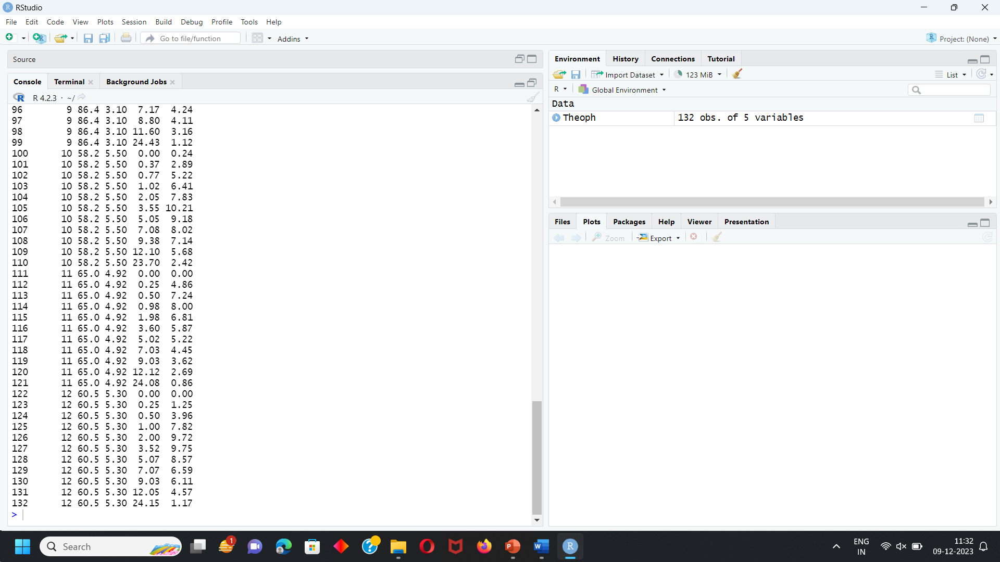 RStudio
File Edit Code View Plots Session Build Debug Profile Tools Help
Go to file/function Addins Project: (None)
Source
Console Terminal Background Jobs
R 4.2.3 · ~/
96 9 86.4 3.10 7.17 4.24
97 9 86.4 3.10 8.80 4.11
98 9 86.4 3.10 11.60 3.16
99 9 86.4 3.10 24.43 1.12
100 10 58.2 5.50 0.00 0.24
101 10 58.2 5.50 0.37 2.89
102 10 58.2 5.50 0.77 5.22
103 10 58.2 5.50 1.02 6.41
104 10 58.2 5.50 2.05 7.83
105 10 58.2 5.50 3.55 10.21
106 10 58.2 5.50 5.05 9.18
107 10 58.2 5.50 7.08 8.02
108 10 58.2 5.50 9.38 7.14
109 10 58.2 5.50 12.10 5.68
110 10 58.2 5.50 23.70 2.42
111 11 65.0 4.92 0.00 0.00
112 11 65.0 4.92 0.25 4.86
113 11 65.0 4.92 0.50 7.24
114 11 65.0 4.92 0.98 8.00
115 11 65.0 4.92 1.98 6.81
116 11 65.0 4.92 3.60 5.87
117 11 65.0 4.92 5.02 5.22
118 11 65.0 4.92 7.03 4.45
119 11 65.0 4.92 9.03 3.62
120 11 65.0 4.92 12.12 2.69
121 11 65.0 4.92 24.08 0.86
122 12 60.5 5.30 0.00 0.00
123 12 60.5 5.30 0.25 1.25
124 12 60.5 5.30 0.50 3.96
125 12 60.5 5.30 1.00 7.82
126 12 60.5 5.30 2.00 9.72
127 12 60.5 5.30 3.52 9.75
128 12 60.5 5.30 5.07 8.57
129 12 60.5 5.30 7.07 6.59
130 12 60.5 5.30 9.03 6.11
131 12 60.5 5.30 12.05 4.57
132 12 60.5 5.30 24.15 1.17
>
Environment History Connections Tutorial
Import Dataset 123 MiB List
R Global Environment
Data
Theoph 132 obs. of 5 variables
Files Plots Packages Help Viewer Presentation
Zoom Export
Search
1
ENG
IN
11:32
09-12-2023